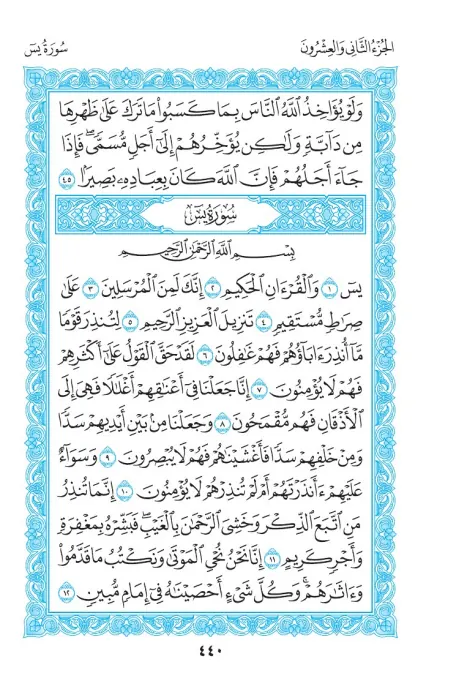 الجُزْءُ الثَّانِي وَالعِشْرُونَ
سُورَةُ يسٓ
وَلَوْ يُؤَاخِذُ ٱللَّهُ ٱلنَّاسَ بِمَا كَسَبُوا۟ مَا تَرَكَ عَلَىٰ ظَهْرِهَا
مِن دَآبَّةٍ وَلَٰكِن يُؤَخِّرُهُمْ إِلَىٰٓ أَجَلٍ مُّسَمًّى ۖ فَإِذَا
جَآءَ أَجَلُهُمْ فَإِنَّ ٱللَّهَ كَانَ بِعِبَادِهِۦ بَصِيرًۢا ٤٥
سُورَةُ يسٓ
بِسْمِ ٱللَّهِ ٱلرَّحْمَٰنِ ٱلرَّحِيمِ
يسٓ ١ وَٱلْقُرْءَانِ ٱلْحَكِيمِ ٢ إِنَّكَ لَمِنَ ٱلْمُرْسَلِينَ ٣ عَلَىٰ
صِرَٰطٍ مُّسْتَقِيمٍ ٤ تَنزِيلَ ٱلْعَزِيزِ ٱلرَّحِيمِ ٥ لِتُنذِرَ قَوْمًا
مَّآ أُنذِرَ ءَابَآؤُهُمْ فَهُمْ غَٰفِلُونَ ٦ لَقَدْ حَقَّ ٱلْقَوْلُ عَلَىٰٓ أَكْثَرِهِمْ
فَهُمْ لَا يُؤْمِنُونَ ٧ إِنَّا جَعَلْنَا فِىٓ أَعْنَٰقِهِمْ أَغْلَٰلًا فَهِىَ إِلَى
ٱلْأَذْقَانِ فَهُم مُّقْمَحُونَ ٨ وَجَعَلْنَا مِنۢ بَيْنِ أَيْدِيهِمْ سَدًّا
وَمِنْ خَلْفِهِمْ سَدًّا فَأَغْشَيْنَٰهُمْ فَهُمْ لَا يُبْصِرُونَ ٩ وَسَوَآءٌ
عَلَيْهِمْ ءَأَنذَرْتَهُمْ أَمْ لَمْ تُنذِرْهُمْ لَا يُؤْمِنُونَ ١٠ إِنَّمَا تُنذِرُ
مَنِ ٱتَّبَعَ ٱلذِّكْرَ وَخَشِىَ ٱلرَّحْمَٰنَ بِٱلْغَيْبِ ۖ فَبَشِّرْهُ بِمَغْفِرَةٍ
وَأَجْرٍ كَرِيمٍ ١١ إِنَّا نَحْنُ نُحْىِ ٱلْمَوْتَىٰ وَنَكْتُبُ مَا قَدَّمُوا۟
وَءَاثَٰرَهُمْ ۚ وَكُلَّ شَىْءٍ أَحْصَيْنَٰهُ فِىٓ إِمَامٍ مُّبِينٍ ١٢
٤٤٠